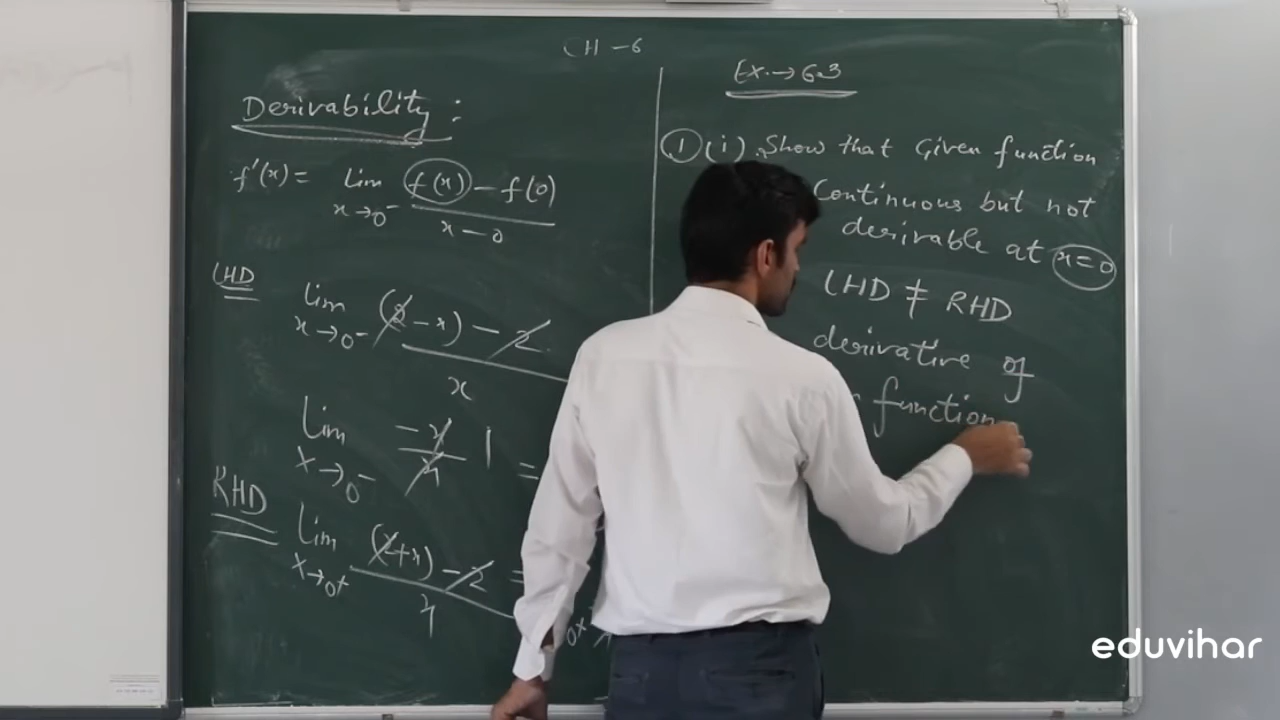 CH - 6
Derivability :
f'(x) = lim x→0⁻ f(x) - f(0) / x - 0
LHD
lim x→0⁻ (2 - x) - 2 / x
Lim x→0⁻ -x / x 1 =
RHD
Lim x→0⁺ (2 + x) - 2 / x =
Ex. → 6.3
① (i). Show that Given function
Continuous but not
derivable at x = 0
LHD ≠ RHD
derivative of
function
eduvihar